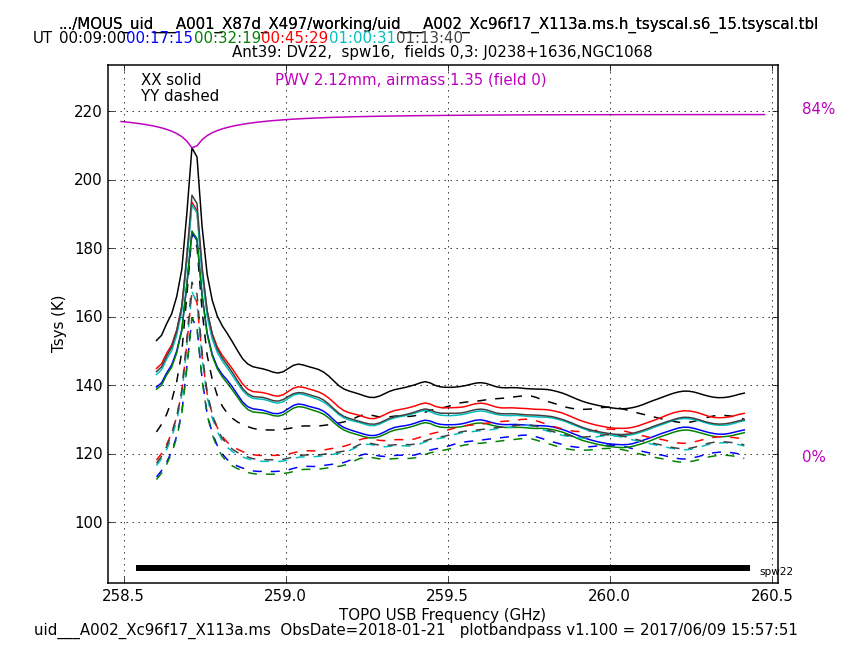 .../MOUS_uid___A001_X87d_X497/working/uid___A002_Xc96f17_X113a.ms.h_tsyscal.s6_15.tsyscal.tbl
UT 00:09:00 00:17:15 00:32:19 00:45:29 01:00:31 01:13:40
Ant39: DV22, spw16, fields 0,3: J0238+1636,NGC1068
XX solid
PWV 2.12mm, airmass 1.35 (field 0)
YY dashed
84%
220
200
180
160
140
120
100
0%
Tsys (K)
spw22
258.5 259.0 259.5 260.0 260.5
TOPO USB Frequency (GHz)
uid___A002_Xc96f17_X113a.ms ObsDate=2018-01-21 plotbandpass v1.100 = 2017/06/09 15:57:51